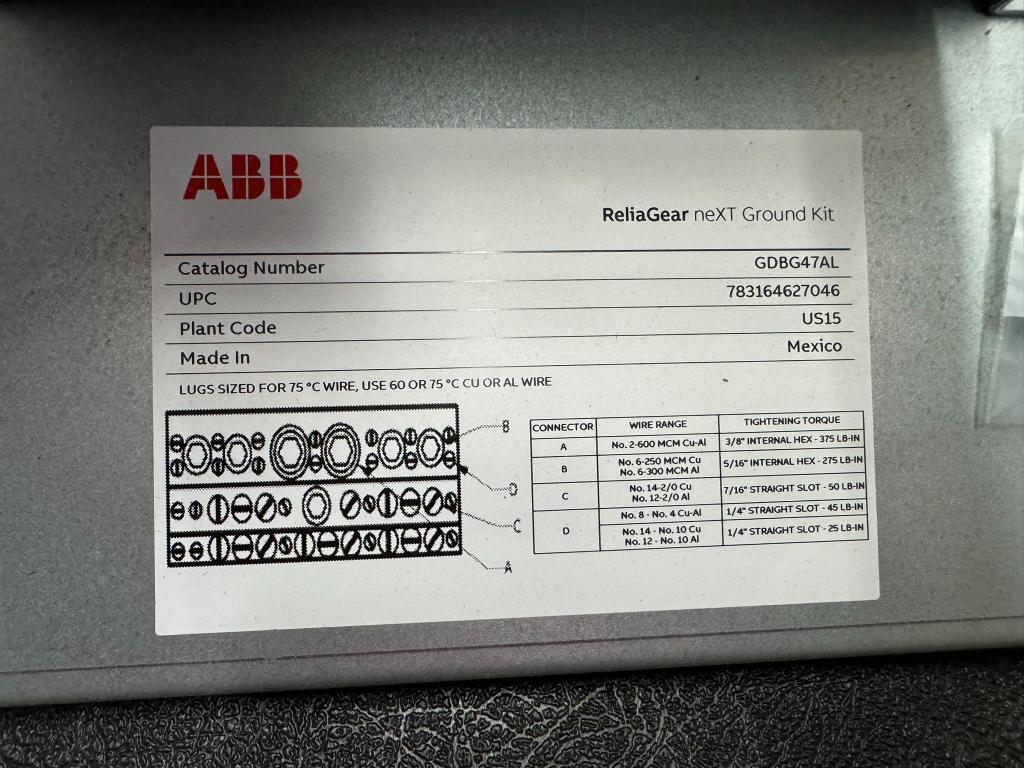 ABB
ReliaGear neXT Ground Kit
Catalog Number GDBG47AL
UPC 783164627046
Plant Code US15
Made In Mexico
LUGS SIZED FOR 75 °C WIRE, USE 60 OR 75 °C CU OR AL WIRE
B
D
C
A
CONNECTOR WIRE RANGE TIGHTENING TORQUE
A No. 2-600 MCM Cu-Al 3/8" INTERNAL HEX - 375 LB-IN
B No. 6-250 MCM Cu 5/16" INTERNAL HEX - 275 LB-IN
No. 6-300 MCM Al
C No. 14-2/0 Cu 7/16" STRAIGHT SLOT - 50 LB-IN
No. 12-2/0 Al
D No. 8 - No. 4 Cu-Al 1/4" STRAIGHT SLOT - 45 LB-IN
No. 14 - No. 10 Cu 1/4" STRAIGHT SLOT - 25 LB-IN
No. 12 - No. 10 Al